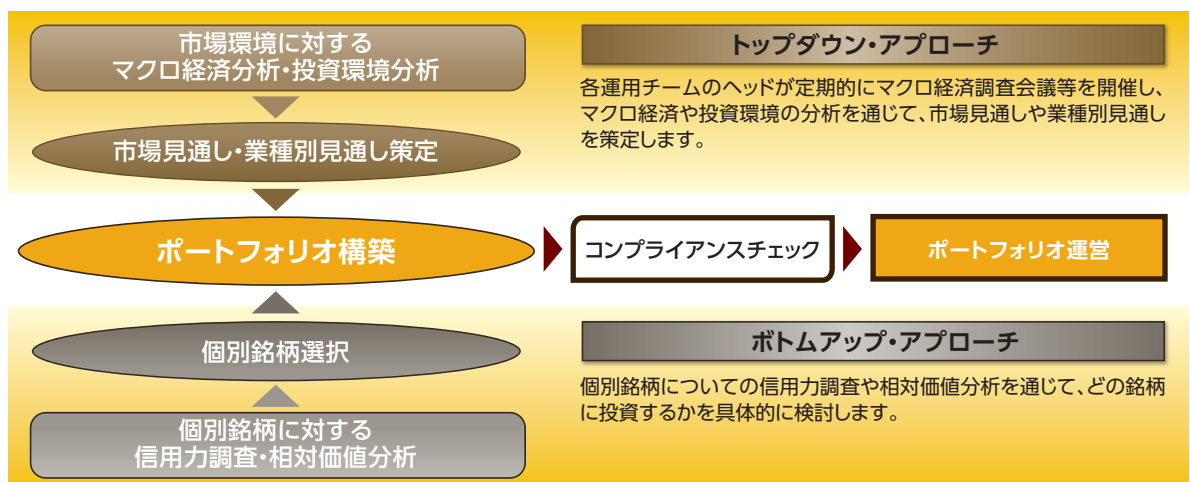 市場環境に対する
マクロ経済分析・投資環境分析
市場見通し・業種別見通し策定
トップダウン・アプローチ
各運用チームのヘッドが定期的にマクロ経済調査会議等を開催し、
マクロ経済や投資環境の分析を通じて、市場見通しや業種別見通し
を策定します。
ポートフォリオ構築
コンプライアンスチェック
ポートフォリオ運営
個別銘柄選択
個別銘柄に対する
信用力調査・相対価値分析
ボトムアップ・アプローチ
個別銘柄についての信用力調査や相対価値分析を通じて、どの銘柄
に投資するかを具体的に検討します。